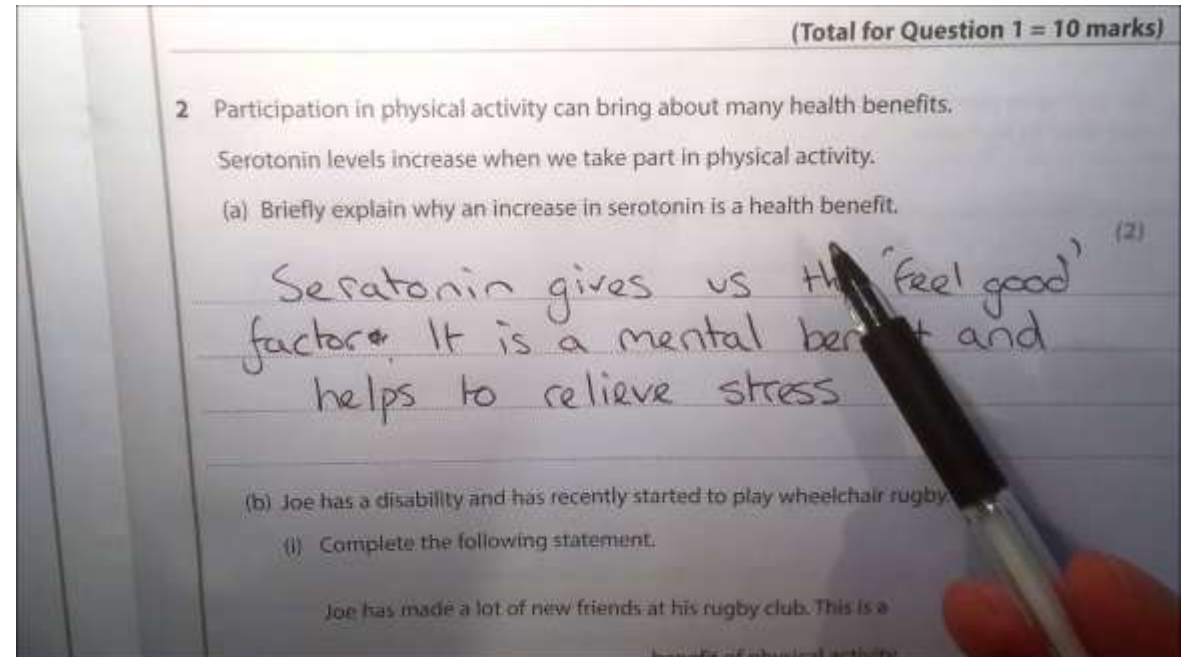 (Total for Question 1 = 10 marks)
2 Participation in physical activity can bring about many health benefits.
Serotonin levels increase when we take part in physical activity.
(a) Briefly explain why an increase in serotonin is a health benefit.
(2)
Seratonin gives us 'feel good'
factor. It is a mental and
helps to relieve stress
(b) Joe has a disability and has recently started to play wheelchair rugby.
(i) Complete the following statement.
Joe has made a lot of new friends at his rugby club. This is a
benefit of physical activity